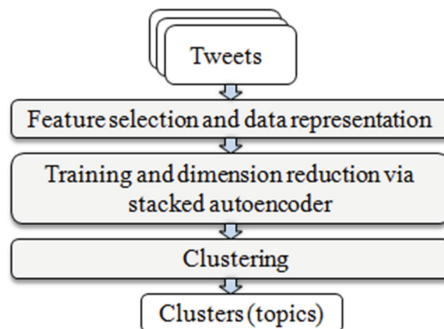 Tweets
Feature selection and data representation
Training and dimension reduction via
stacked autoencoder
Clustering
Clusters (topics)